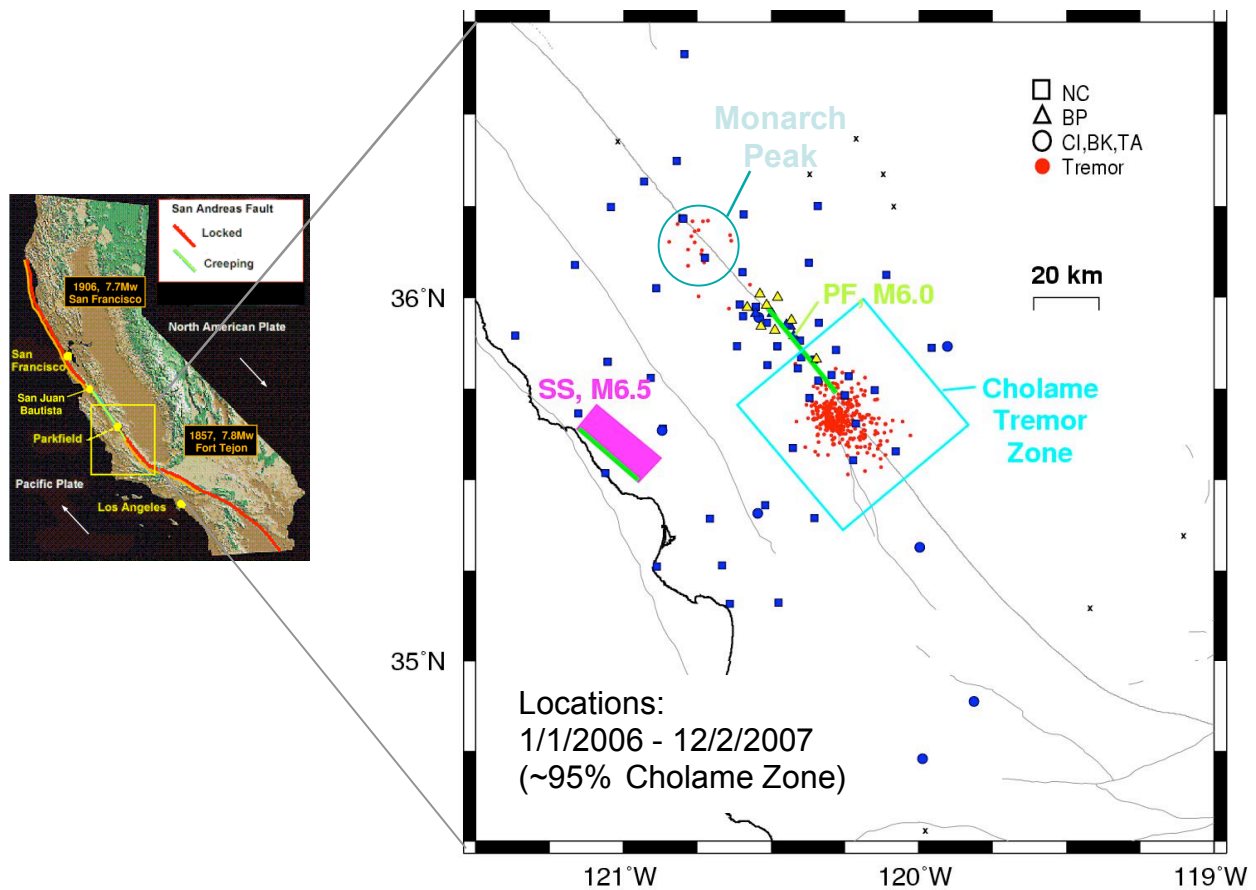 San Andreas Fault
Locked
Creeping
1906, 7.7Mw
San Francisco
North American Plate
San
Francisco
San Juan
Bautista
Parkfield
1857, 7.8Mw
Fort Tejon
Pacific Plate
Los Angeles
NC
BP
CI,BK,TA
Tremor
Monarch
Peak
20 km
PF, M6.0
SS, M6.5
Cholame
Tremor
Zone
36°N
35°N
Locations:
1/1/2006 - 12/2/2007
(~95% Cholame Zone)
121°W
120°W
119°W